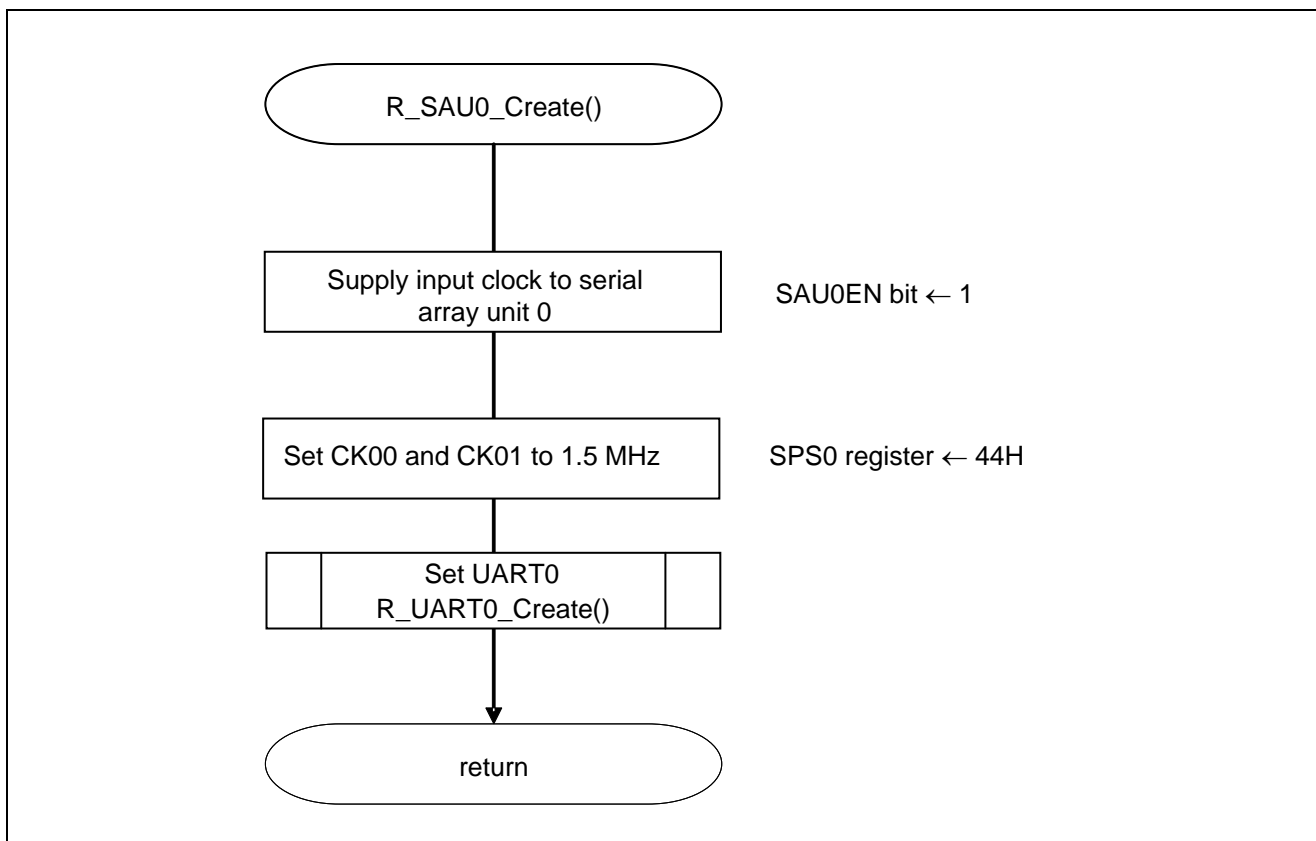 R_SAU0_Create()
Supply input clock to serial
array unit 0
SAU0EN bit ← 1
Set CK00 and CK01 to 1.5 MHz
SPS0 register ← 44H
Set UART0
R_UART0_Create()
return